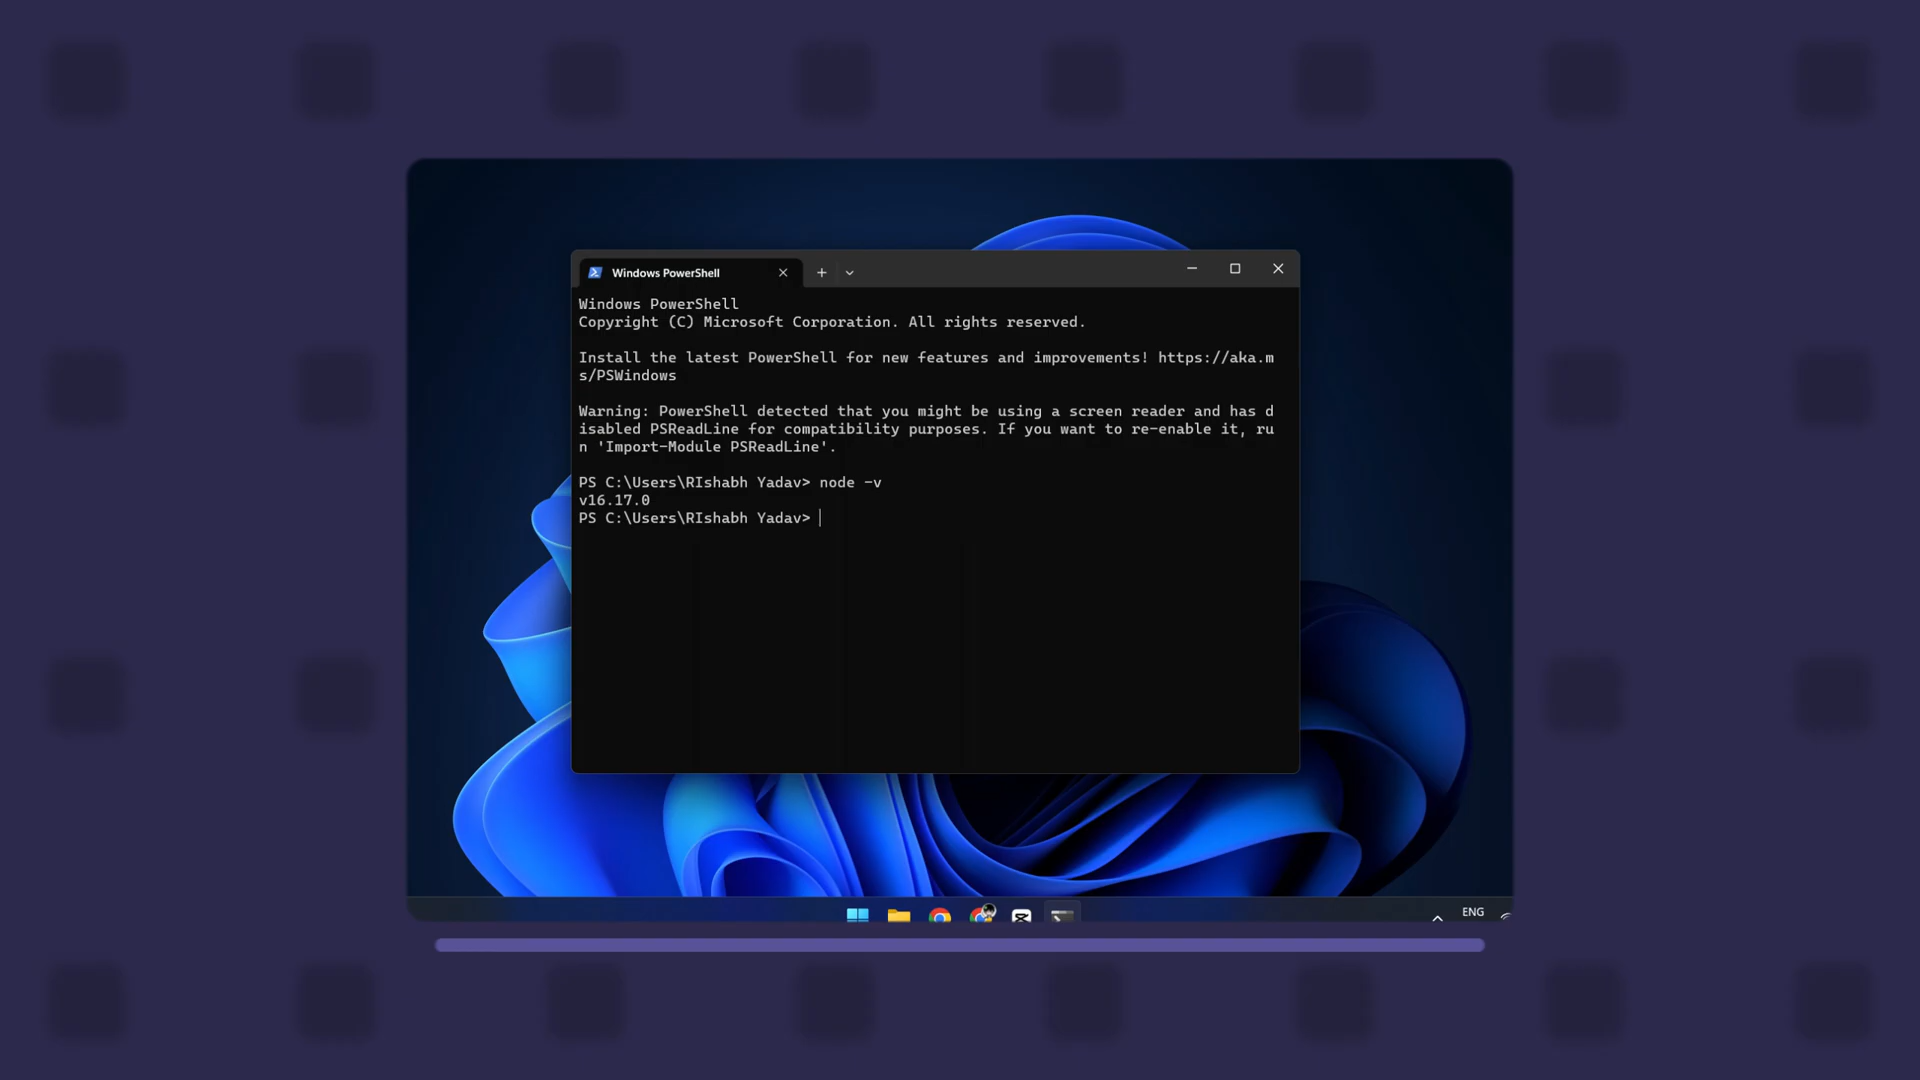 Windows PowerShell
Windows PowerShell
Copyright (C) Microsoft Corporation. All rights reserved.
Install the latest PowerShell for new features and improvements! https://aka.m
s/PSWindows
Warning: PowerShell detected that you might be using a screen reader and has d
isabled PSReadLine for compatibility purposes. If you want to re-enable it, ru
n 'Import-Module PSReadLine'.
PS C:\Users\RIshabh Yadav> node -v
v16.17.0
PS C:\Users\RIshabh Yadav>
ENG